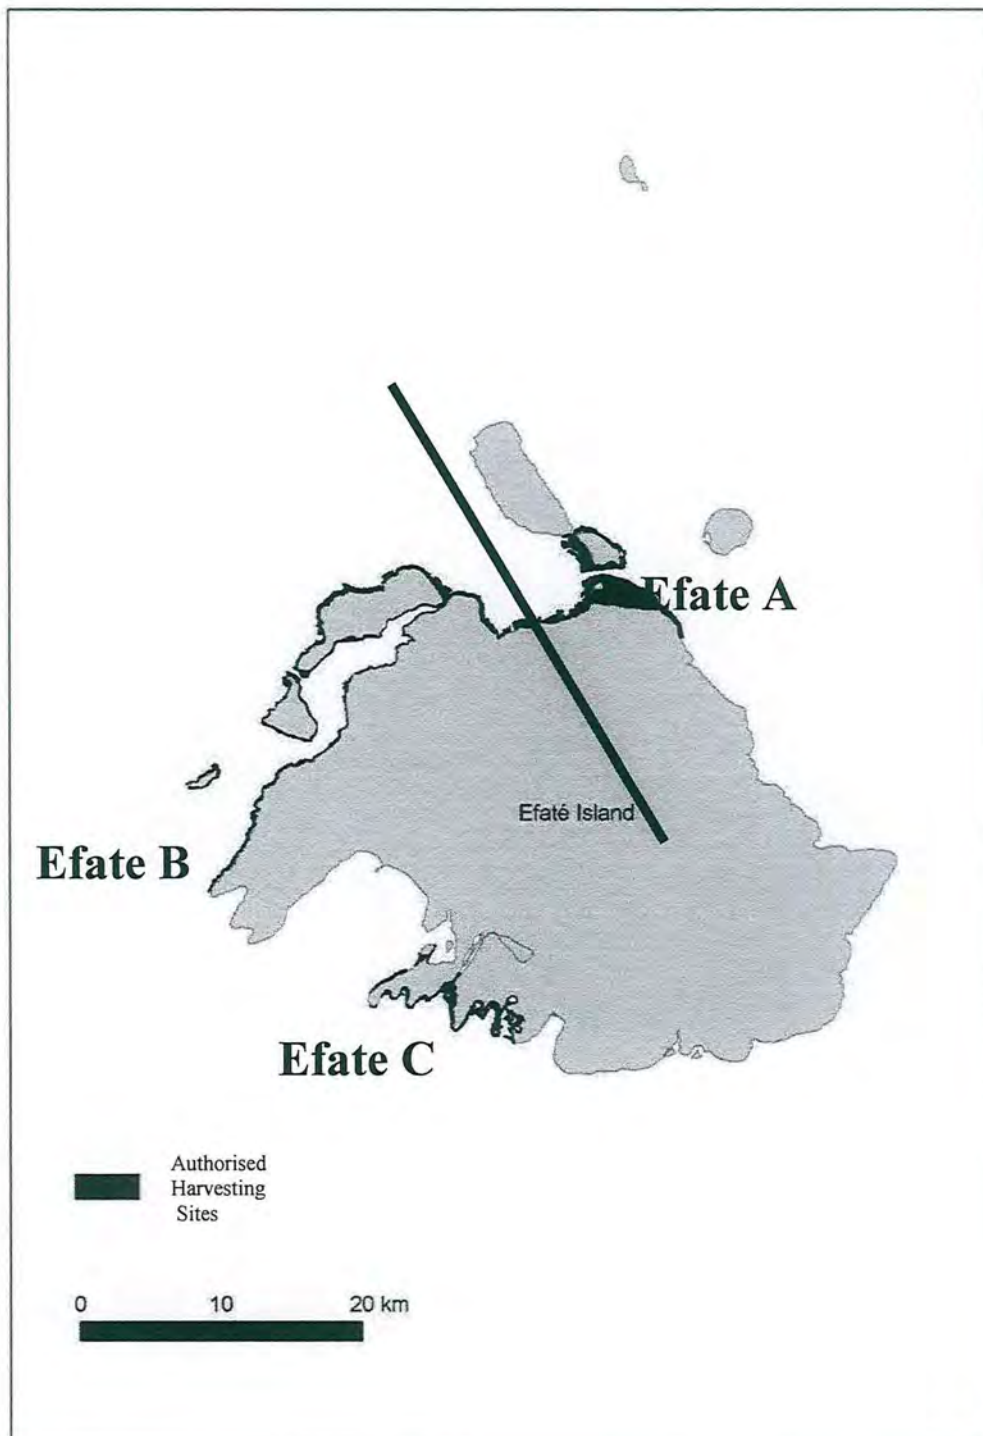 Efate A
Efaté Island
Efate B
Efate C
Authorised
Harvesting
Sites
0 10 20 km